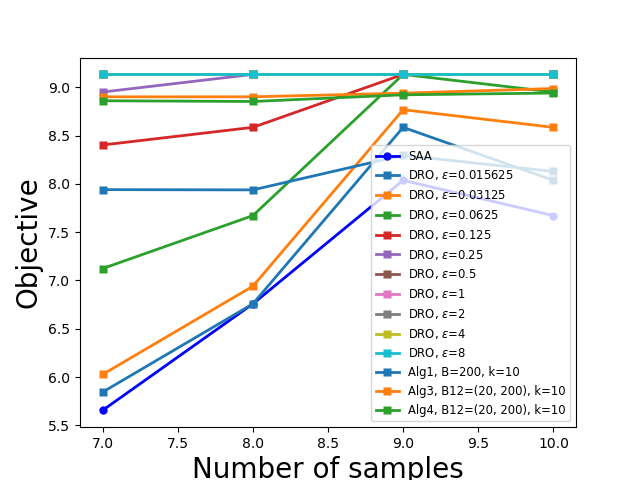 9.0
8.5
8.0
7.5
7.0
6.5
6.0
5.5
Objective
SAA
DRO, ε=0.015625
DRO, ε=0.03125
DRO, ε=0.0625
DRO, ε=0.125
DRO, ε=0.25
DRO, ε=0.5
DRO, ε=1
DRO, ε=2
DRO, ε=4
DRO, ε=8
Alg1, B=200, k=10
Alg3, B12=(20, 200), k=10
Alg4, B12=(20, 200), k=10
7.0 7.5 8.0 8.5 9.0 9.5 10.0
Number of samples